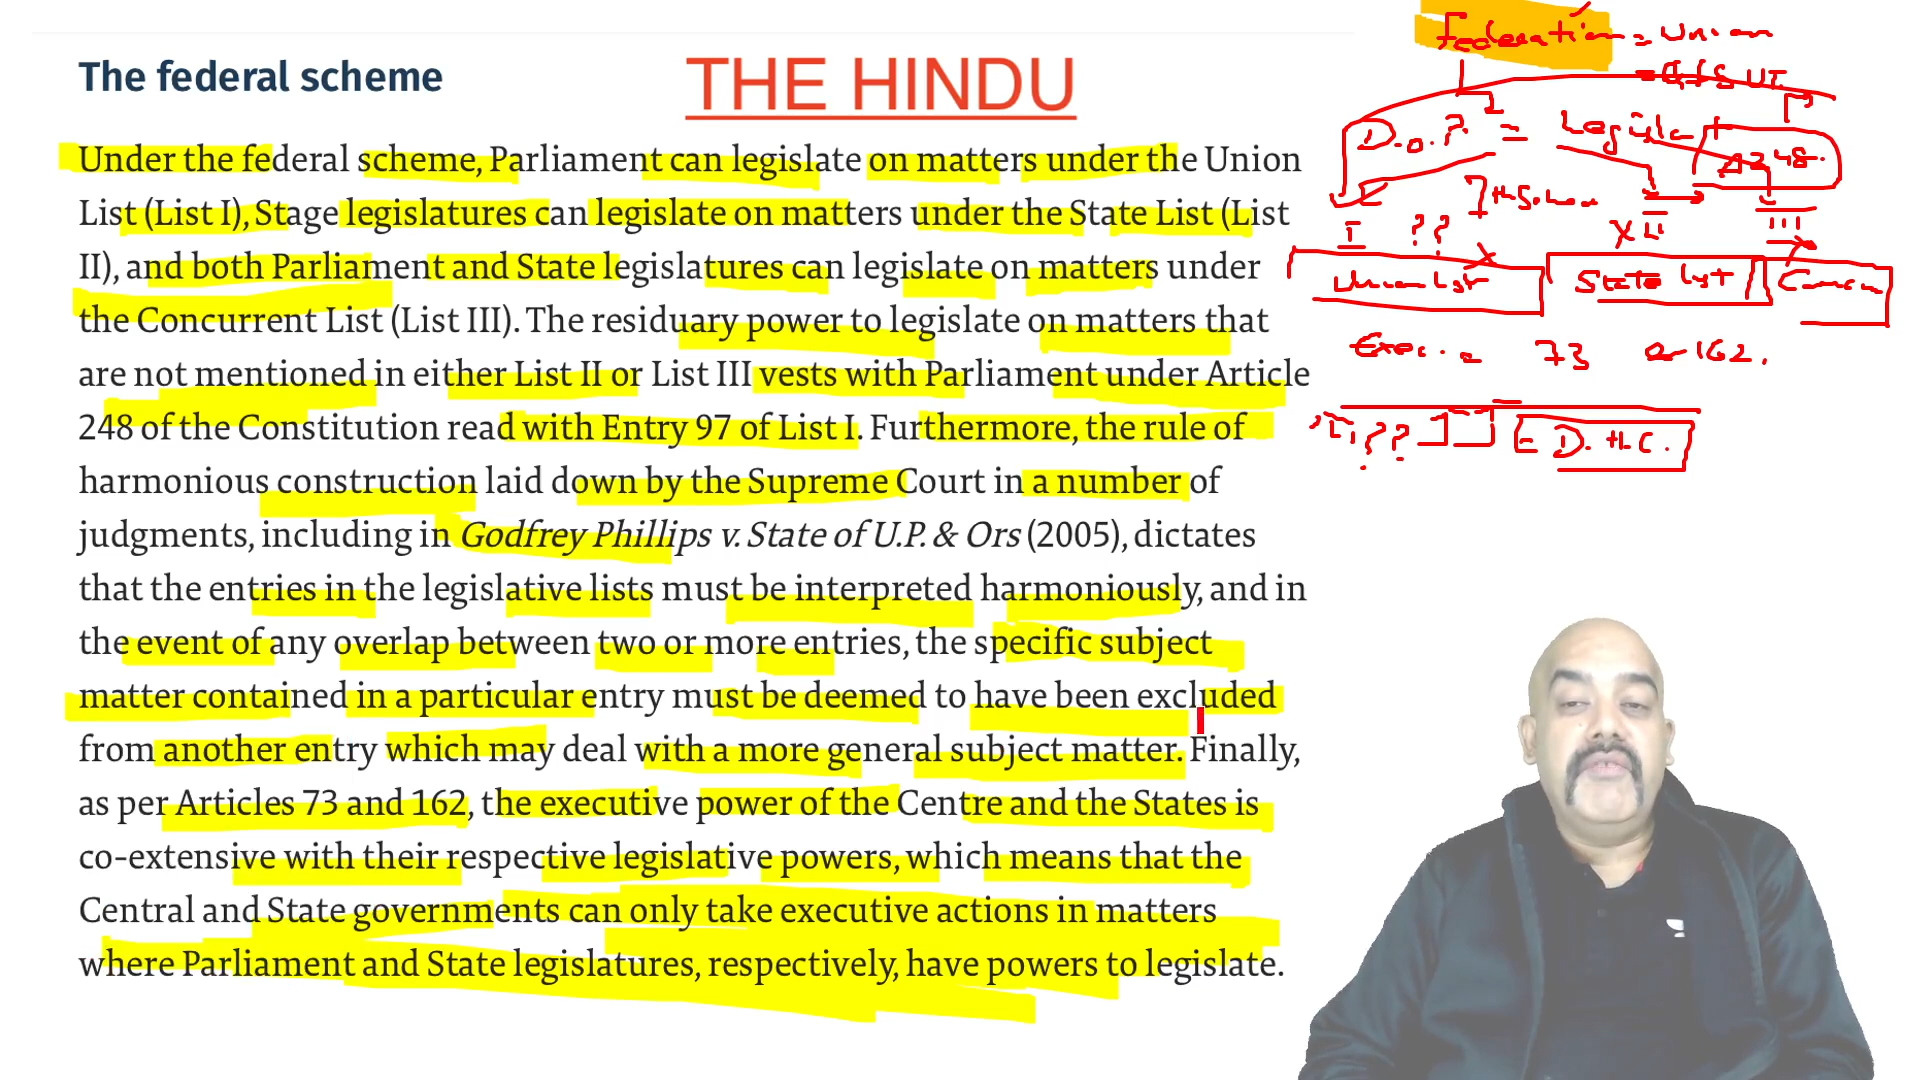 The federal scheme
THE HINDU
Under the federal scheme, Parliament can legislate on matters under the Union
List (List I), Stage legislatures can legislate on matters under the State List (List
II), and both Parliament and State legislatures can legislate on matters under
the Concurrent List (List III). The residuary power to legislate on matters that
are not mentioned in either List II or List III vests with Parliament under Article
248 of the Constitution read with Entry 97 of List I. Furthermore, the rule of
harmonious construction laid down by the Supreme Court in a number of
judgments, including in Godfrey Phillips v. State of U.P. & Ors (2005), dictates
that the entries in the legislative lists must be interpreted harmoniously, and in
the event of any overlap between two or more entries, the specific subject
matter contained in a particular entry must be deemed to have been excluded
from another entry which may deal with a more general subject matter. Finally,
as per Articles 73 and 162, the executive power of the Centre and the States is
co-extensive with their respective legislative powers, which means that the
Central and State governments can only take executive actions in matters
where Parliament and State legislatures, respectively, have powers to legislate.
Federation = Union
D.o.P. =
I ?? X II III
State list
73 162.
?? = D.H.C.